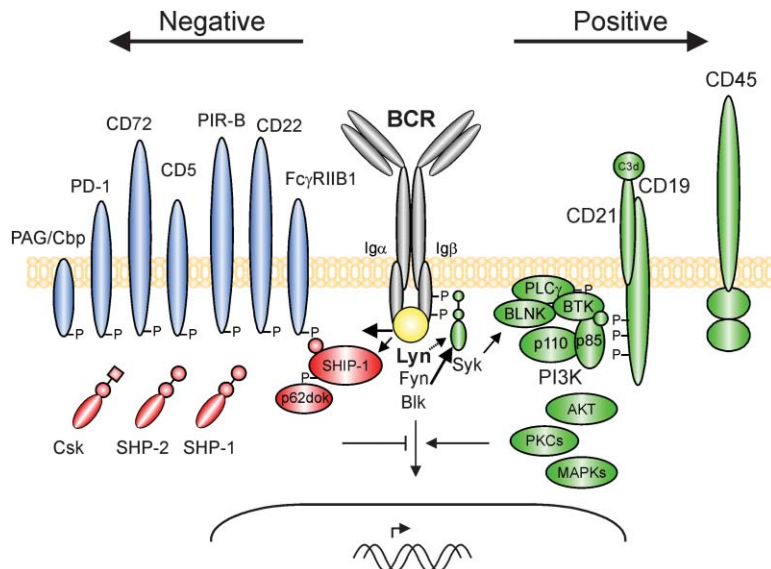 Negative
Positive
CD45
PIR-B
CD72
CD22
BCR
CD5
C3d
PD-1
FcγRIIB1
CD19
CD21
PAG/Cbp
Igα
Igβ
P
PLCγ
P
BLNK
BTK
P
P
P
P
P
P
P
P
P
P
P
P
SHIP-1
Lyn
Syk
p110
p85
P
Fyn
PI3K
p62dok
Blk
AKT
Csk
SHP-2
SHP-1
PKCs
MAPKs